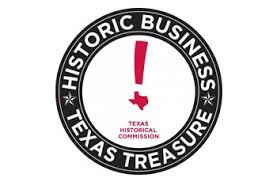 HISTORIC BUSINESS
!
TEXAS
HISTORICAL
COMMISSION
TEXAS TREASURE